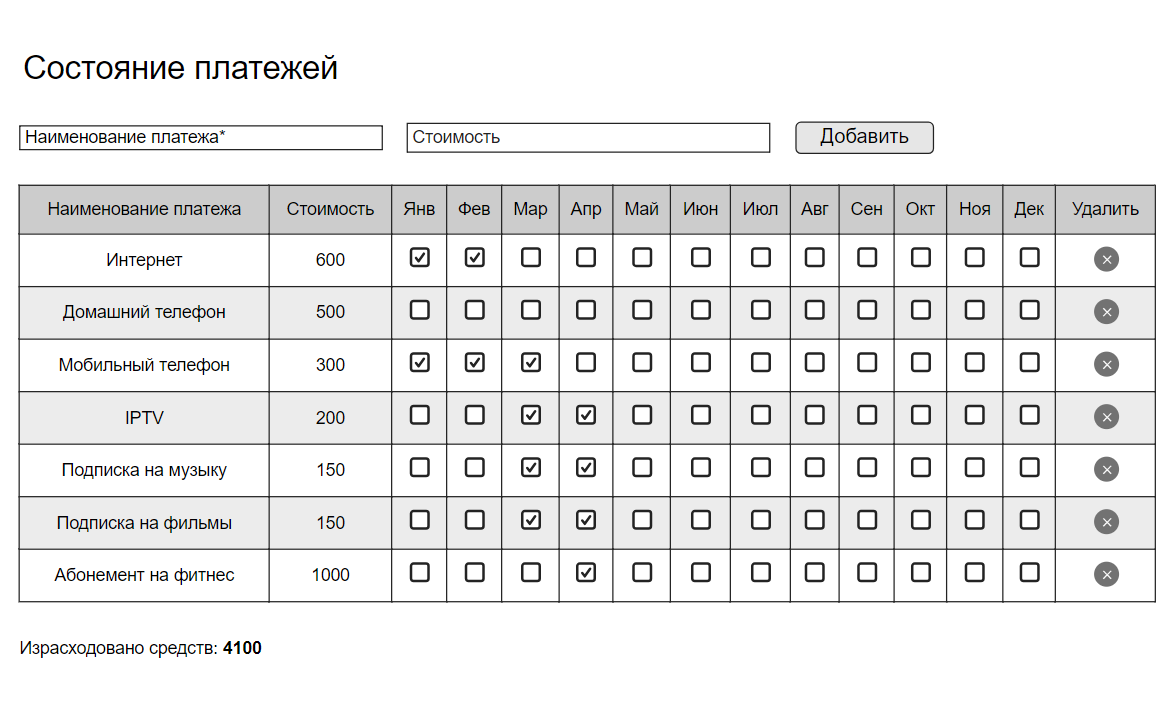 Состояние платежей
Наименование платежа* Стоимость Добавить
Наименование платежа Стоимость Янв Фев Мар Апр Май Июн Июл Авг Сен Окт Ноя Дек Удалить
Интернет 600
Домашний телефон 500
Мобильный телефон 300
IPTV 200
Подписка на музыку 150
Подписка на фильмы 150
Абонемент на фитнес 1000
Израсходовано средств: 4100